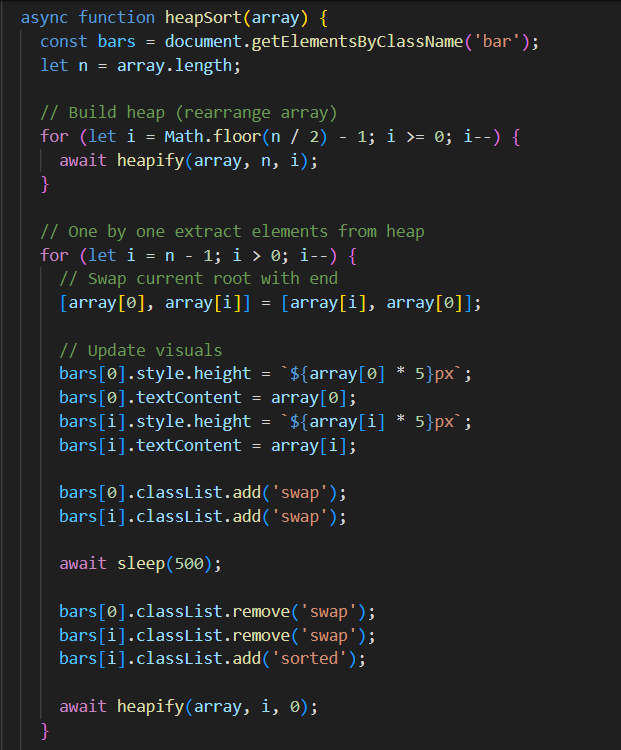 async function heapSort(array) {
  const bars = document.getElementsByClassName('bar');
  let n = array.length;

  // Build heap (rearrange array)
  for (let i = Math.floor(n / 2) - 1; i >= 0; i--) {
    await heapify(array, n, i);
  }

  // One by one extract elements from heap
  for (let i = n - 1; i > 0; i--) {
    // Swap current root with end
    [array[0], array[i]] = [array[i], array[0]];

    // Update visuals
    bars[0].style.height = `${array[0] * 5}px`;
    bars[0].textContent = array[0];
    bars[i].style.height = `${array[i] * 5}px`;
    bars[i].textContent = array[i];

    bars[0].classList.add('swap');
    bars[i].classList.add('swap');

    await sleep(500);

    bars[0].classList.remove('swap');
    bars[i].classList.remove('swap');
    bars[i].classList.add('sorted');

    await heapify(array, i, 0);
  }